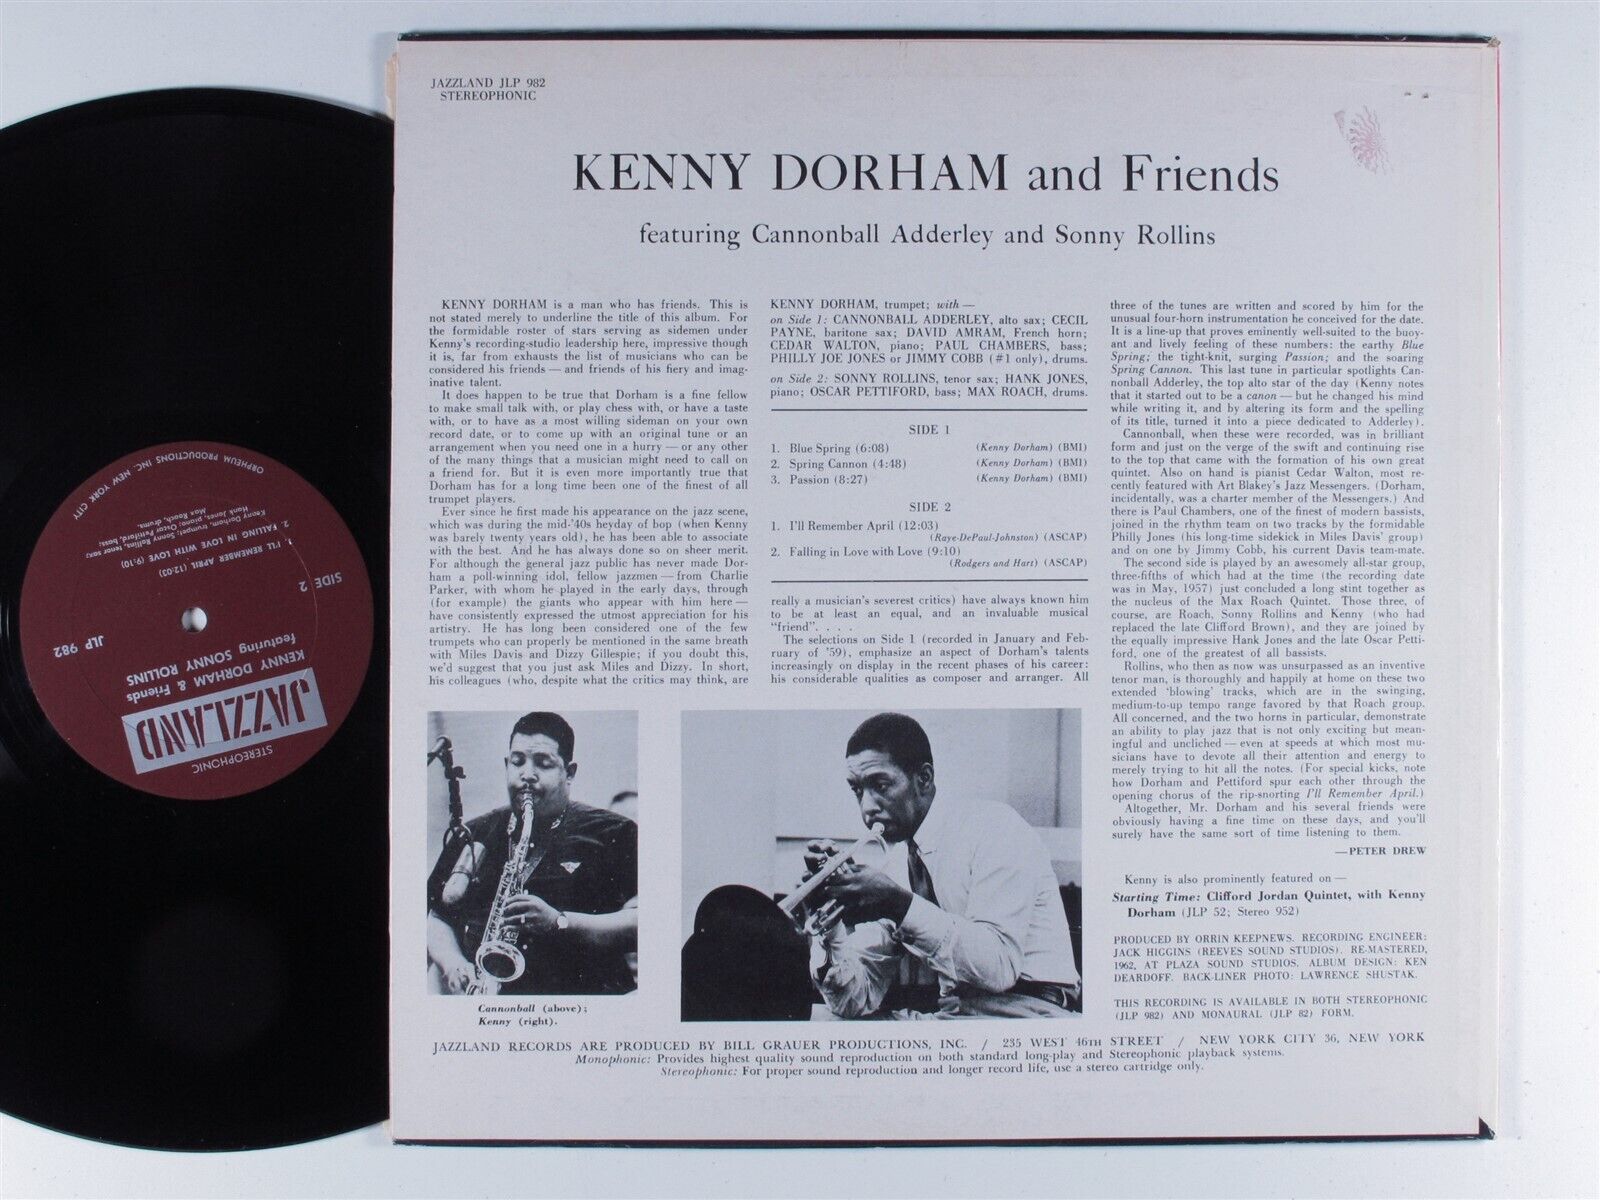 JAZZLAND JLP 982
STEREOPHONIC
KENNY DORHAM and Friends
featuring Cannonball Adderley and Sonny Rollins
KENNY DORHAM is a man who has friends. This is
not stated merely to underline the title of this album. For
the formidable roster of stars serving as sidemen under
Kenny's recording-studio leadership here, impressive though
it is, far from exhausts the list of musicians who can be
considered his friends — and friends of his fiery and imag-
inative talent.
It does happen to be true that Dorham is a fine fellow
to make small talk with, or play chess with, or have a taste
with, or to have as a most willing sideman on your own
record date, or to come up with an original tune or an
arrangement when you need one in a hurry — or any other
of the many things that a musician might need to call on
a friend for. But it is even more importantly true that
Dorham has for a long time been one of the finest of all
trumpet players.
Ever since he first made his appearance on the jazz scene,
which was during the mid-'40s heyday of bop (when Kenny
was barely twenty years old), he has been able to associate
with the best. And he has always done so on sheer merit.
For although the general jazz public has never made Dor-
ham a poll-winning idol, fellow jazzmen — from Charlie
Parker, with whom he played in the early days, through
(for example) the giants who appear with him here —
have consistently expressed the utmost appreciation for his
artistry. He has long been considered one of the few
trumpeters who can properly be mentioned in the same breath
with Miles Davis and Dizzy Gillespie; if you doubt this,
we'd suggest that you just ask Miles and Dizzy. In short,
his colleagues (who, despite what the critics may think, are
KENNY DORHAM, trumpet; with —
on Side 1: CANNONBALL ADDERLEY, alto sax; CECIL
PAYNE, baritone sax; DAVID AMRAM, French horn;
CEDAR WALTON, piano; PAUL CHAMBERS, bass;
PHILLY JOE JONES or JIMMY COBB (#1 only), drums.
on Side 2: SONNY ROLLINS, tenor sax; HANK JONES,
piano; OSCAR PETTIFORD, bass; MAX ROACH, drums.
SIDE 1
1. Blue Spring (6:08) (Kenny Dorham) (BMI)
2. Spring Cannon (4:48) (Kenny Dorham) (BMI)
3. Passion (8:27) (Kenny Dorham) (BMI)
SIDE 2
1. I'll Remember April (12:03)
(Raye-DePaul-Johnston) (ASCAP)
2. Falling in Love with Love (9:10)
(Rodgers and Hart) (ASCAP)
really a musician's severest critics) have always known him
to be at least an equal, and an invaluable musical
"friend". . . .
The selections on Side 1 (recorded in January and Feb-
ruary of '59), emphasize an aspect of Dorham's talents
increasingly on display in the recent phases of his career:
his considerable qualities as composer and arranger. All
three of the tunes are written and scored by him for the
unusual four-horn instrumentation he conceived for the date.
It is a line-up that proves eminently well-suited to the buoy-
ant and lively feeling of these numbers: the earthy Blue
Spring; the tight-knit, surging Passion; and the soaring
Spring Cannon. This last tune in particular spotlights Can-
nonball Adderley, the top alto star of the day (Kenny notes
that it started out to be a canon — but he changed his mind
while writing it, and by altering its form and the spelling
of its title, turned it into a piece dedicated to Adderley).
Cannonball, when these were recorded, was in brilliant
form and just on the verge of the swift and continuing rise
to the top that came with the formation of his own great
quintet. Also on hand is pianist Cedar Walton, most re-
cently featured with Art Blakey's Jazz Messengers. (Dorham,
incidentally, was a charter member of the Messengers.) And
there is Paul Chambers, one of the finest of modern bassists,
joined in the rhythm team on two tracks by the formidable
Philly Jones (his long-time sidekick in Miles Davis' group)
and on one by Jimmy Cobb, his current Davis team-mate.
The second side is played by an awesomely all-star group,
three-fifths of which had at the time (the recording date
was in May, 1957) just concluded a long stint together as
the nucleus of the Max Roach Quintet. Those three, of
course, are Roach, Sonny Rollins and Kenny (who had
replaced the late Clifford Brown), and they are joined by
the equally impressive Hank Jones and the late Oscar Petti-
ford, one of the greatest of all bassists.
Rollins, who then as now was unsurpassed as an inventive
tenor man, is thoroughly and happily at home on these two
extended 'blowing' tracks, which are in the swinging,
medium-to-up tempo range favored by that Roach group.
All concerned, and the two horns in particular, demonstrate
an ability to play jazz that is not only exciting but mean-
ingful and uncliched — even at speeds at which most mu-
sicians have to devote all their attention and energy to
merely trying to hit all the notes. (For special kicks, note
how Dorham and Pettiford spur each other through the
opening chorus of the rip-snorting I'll Remember April.)
Altogether, Mr. Dorham and his several friends were
obviously having a fine time on these days, and you'll
surely have the same sort of time listening to them.
—PETER DREW
Kenny is also prominently featured on —
Starting Time: Clifford Jordan Quintet, with Kenny
Dorham (JLP 52; Stereo 952)
PRODUCED BY ORRIN KEEPNEWS. RECORDING ENGINEER:
JACK HIGGINS (REEVES SOUND STUDIOS). RE-MASTERED,
1962, AT PLAZA SOUND STUDIOS. ALBUM DESIGN: KEN
DEARDOFF. BACK-LINER PHOTO: LAWRENCE SHUSTAK.
THIS RECORDING IS AVAILABLE IN BOTH STEREOPHONIC
(JLP 982) AND MONAURAL (JLP 82) FORM.
Cannonball (above);
Kenny (right).
JAZZLAND RECORDS ARE PRODUCED BY BILL GRAUER PRODUCTIONS, INC. / 235 WEST 46TH STREET / NEW YORK CITY 36, NEW YORK
Monophonic: Provides highest quality sound reproduction on both standard long-play and Stereophonic playback systems.
Stereophonic: For proper sound reproduction and longer record life, use a stereo cartridge only.
STEREOPHONIC
JAZZLAND
KENNY DORHAM & Friends
featuring SONNY ROLLINS
JLP 982
SIDE 2
1. I'LL REMEMBER APRIL (12:03)
2. FALLING IN LOVE WITH LOVE (9:10)
Kenny Dorham, trumpet; Sonny Rollins, tenor sax;
Hank Jones, piano; Oscar Pettiford, bass;
Max Roach, drums.
ORPHEUM PRODUCTIONS INC. NEW YORK CITY